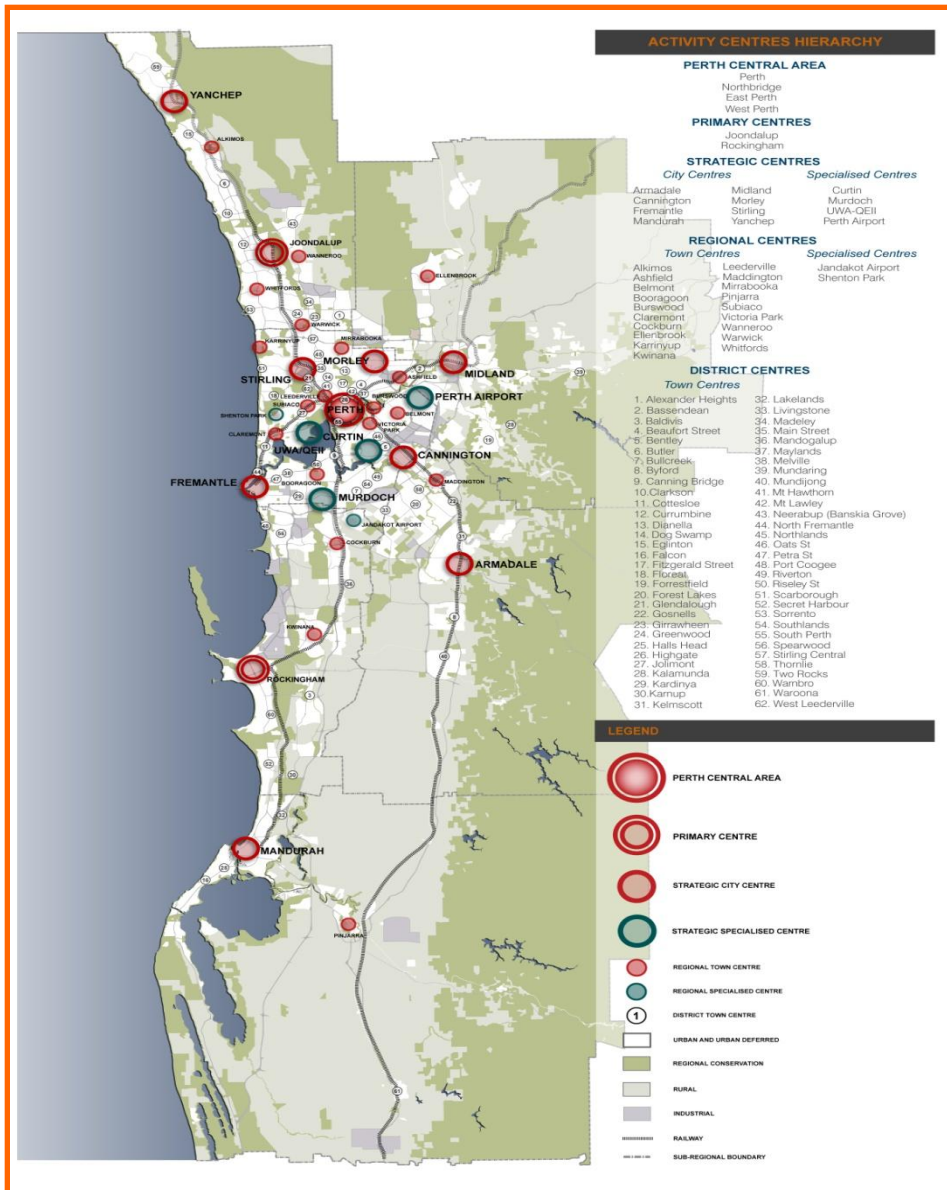 ACTIVITY CENTRES HIERARCHY
PERTH CENTRAL AREA
Perth
Northbridge
East Perth
West Perth
PRIMARY CENTRES
Joondalup
Rockingham
STRATEGIC CENTRES
City Centres
Specialised Centres
Armadale
Cannington
Fremantle
Mandurah
Midland
Morley
Stirling
Yanchep
Curtin
Murdoch
UWA-QEII
Perth Airport
REGIONAL CENTRES
Town Centres
Specialised Centres
Alkimos
Ashfield
Belmont
Booragoon
Burswood
Claremont
Cockburn
Ellenbrook
Karrinyup
Kwinana
Leederville
Maddington
Mirrabooka
Pinjarra
Subiaco
Victoria Park
Wanneroo
Warwick
Whitfords
Jandakot Airport
Shenton Park
DISTRICT CENTRES
Town Centres
1. Alexander Heights
2. Bassendean
3. Baldivis
4. Beaufort Street
5. Bentley
6. Butler
7. Bullcreek
8. Byford
9. Canning Bridge
10.Clarkson
11. Cottesloe
12. Currumbine
13. Dianella
14. Dog Swamp
15. Eglinton
16. Falcon
17. Fitzgerald Street
18. Floreat
19. Forrestfield
20. Forest Lakes
21. Glendalough
22. Gosnells
23. Girrawheen
24. Greenwood
25. Halls Head
26. Highgate
27. Jolimont
28. Kalamunda
29. Kardinya
30.Karnup
31. Kelmscott
32. Lakelands
33. Livingstone
34. Madeley
35. Main Street
36. Mandogalup
37. Maylands
38. Melville
39. Mundaring
40. Mundijong
41. Mt Hawthorn
42. Mt Lawley
43. Neerabup (Banskia Grove)
44. North Fremantle
45. Northlands
46. Oats St
47. Petra St
48. Port Coogee
49. Riverton
50. Riseley St
51. Scarborough
52. Secret Harbour
53. Sorrento
54. Southlands
55. South Perth
56. Spearwood
57. Stirling Central
58. Thornlie
59. Two Rocks
60. Wambro
61. Waroona
62. West Leederville
LEGEND
PERTH CENTRAL AREA
PRIMARY CENTRE
STRATEGIC CITY CENTRE
STRATEGIC SPECIALISED CENTRE
REGIONAL TOWN CENTRE
REGIONAL SPECIALISED CENTRE
1
DISTRICT TOWN CENTRE
URBAN AND URBAN DEFERRED
REGIONAL CONSERVATION
RURAL
INDUSTRIAL
RAILWAY
SUB-REGIONAL BOUNDARY
YANCHEP
ALKIMOS
JOONDALUP
WANNEROO
ELLENBROOK
WHITFORDS
WARWICK
KARRINYUP
MIRRABOOKA
MORLEY
STIRLING
MIDLAND
ASHFIELD
LEEDERVILLE
BURSWOOD
PERTH AIRPORT
SUBIACO
PERTH
BELMONT
SHENTON PARK
VICTORIA
PARK
CLAREMONT
CURTIN
UWA/QEII
CANNINGTON
BOORAGOON
MADDINGTON
FREMANTLE
MURDOCH
JANDAKOT AIRPORT
COCKBURN
ARMADALE
KWINANA
ROCKINGHAM
MANDURAH
PINJARRA